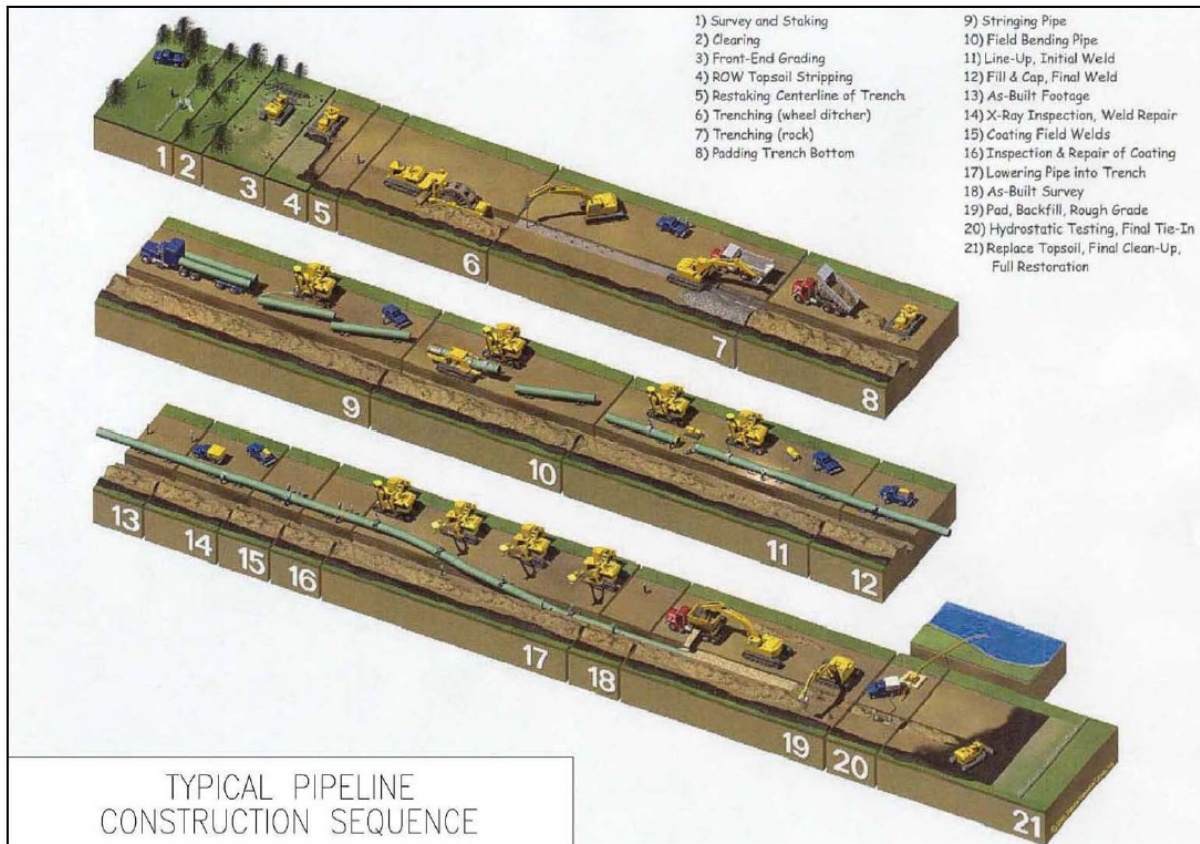 1) Survey and Staking
2) Clearing
3) Front-End Grading
4) ROW Topsoil Stripping
5) Restaking Centerline of Trench
6) Trenching (wheel ditcher)
7) Trenching (rock)
8) Padding Trench Bottom
9) Stringing Pipe
10) Field Bending Pipe
11) Line-Up, Initial Weld
12) Fill & Cap, Final Weld
13) As-Built Footage
14) X-Ray Inspection, Weld Repair
15) Coating Field Welds
16) Inspection & Repair of Coating
17) Lowering Pipe into Trench
18) As-Built Survey
19) Pad, Backfill, Rough Grade
20) Hydrostatic Testing, Final Tie-In
21) Replace Topsoil, Final Clean-Up,
Full Restoration
1
2
3
4
5
6
7
8
9
10
11
12
13
14
15
16
17
18
19
20
21
TYPICAL PIPELINE
CONSTRUCTION SEQUENCE